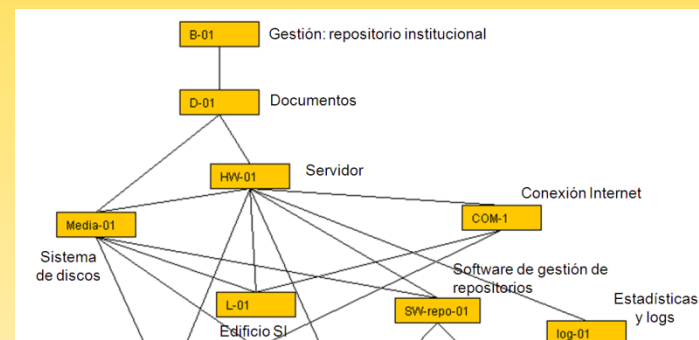 B-01
Gestión: repositorio institucional
D-01
Documentos
HW-01
Servidor
Conexión Internet
Media-01
COM-1
Sistema
de discos
Software de gestión de
repositorios
L-01
SW-repo-01
Estadísticas
y logs
Edificio SI
log-01